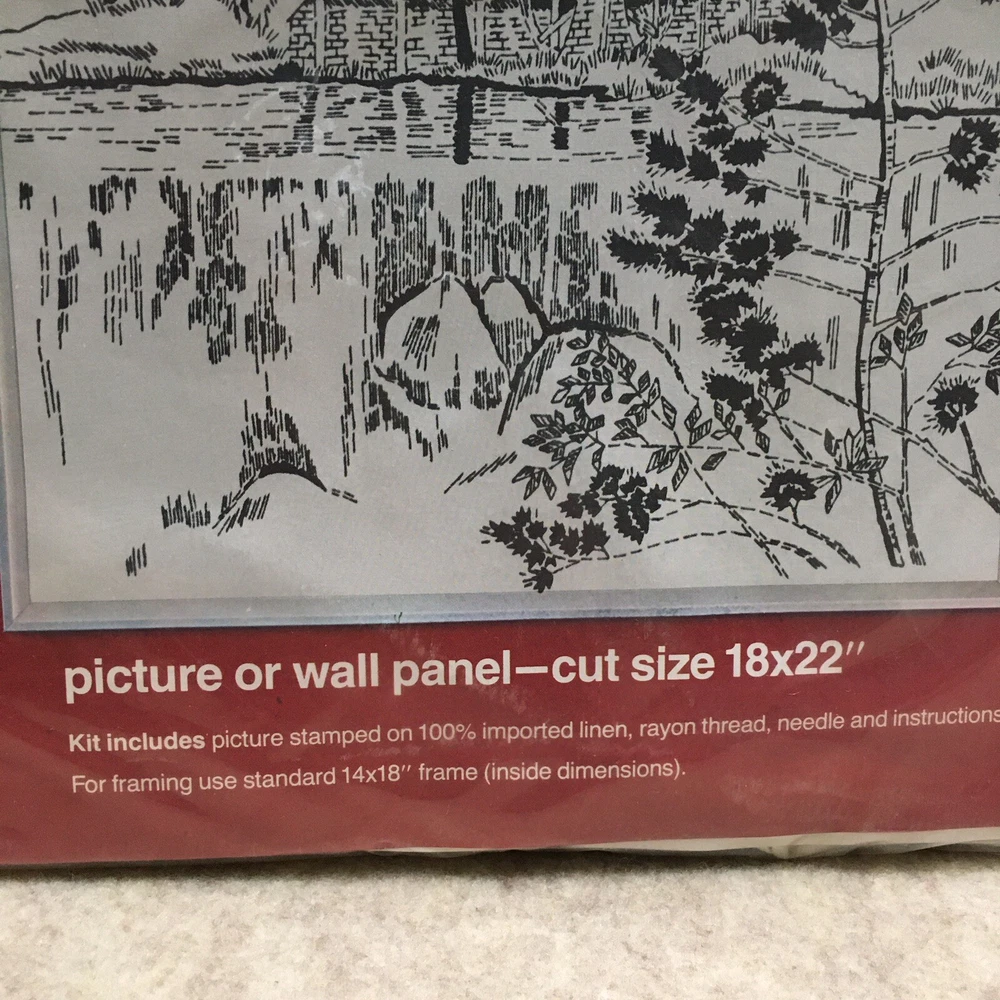 picture or wall panel—cut size 18x22″
Kit includes picture stamped on 100% imported linen, rayon thread, needle and instructions
For framing use standard 14x18″ frame (inside dimensions).